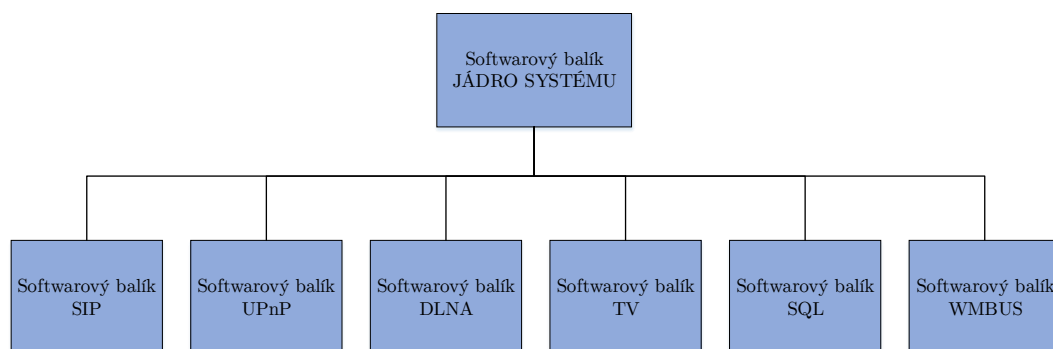 Softwarový balík
JÁDRO SYSTÉMU
Softwarový balík
SIP
Softwarový balík
UPnP
Softwarový balík
DLNA
Softwarový balík
TV
Softwarový balík
SQL
Softwarový balík
WMBUS